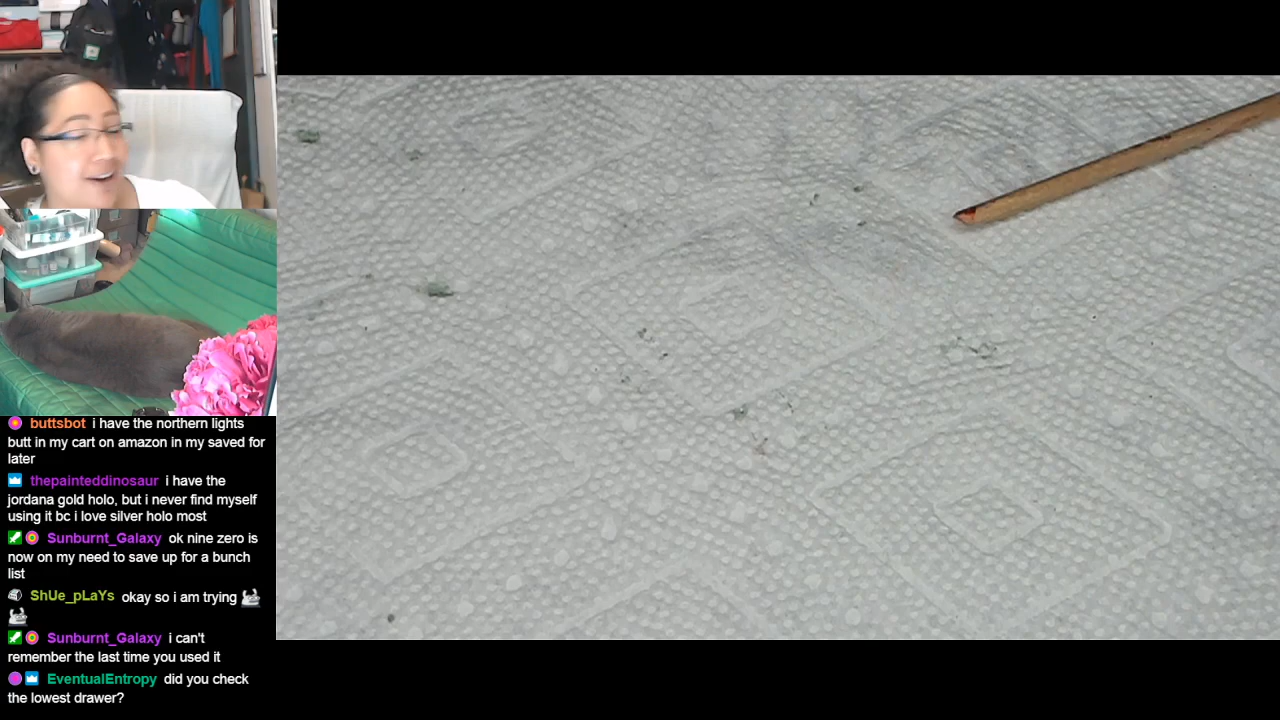 buttsbot i have the northern lights
butt in my cart on amazon in my saved for
later
thepainteddinosaur i have the
jordana gold holo, but i never find myself
using it bc i love silver holo most
Sunburnt_Galaxy ok nine zero is
now on my need to save up for a bunch
list
ShUe_pLaYs okay so i am trying
Sunburnt_Galaxy i can't
remember the last time you used it
EventualEntropy did you check
the lowest drawer?